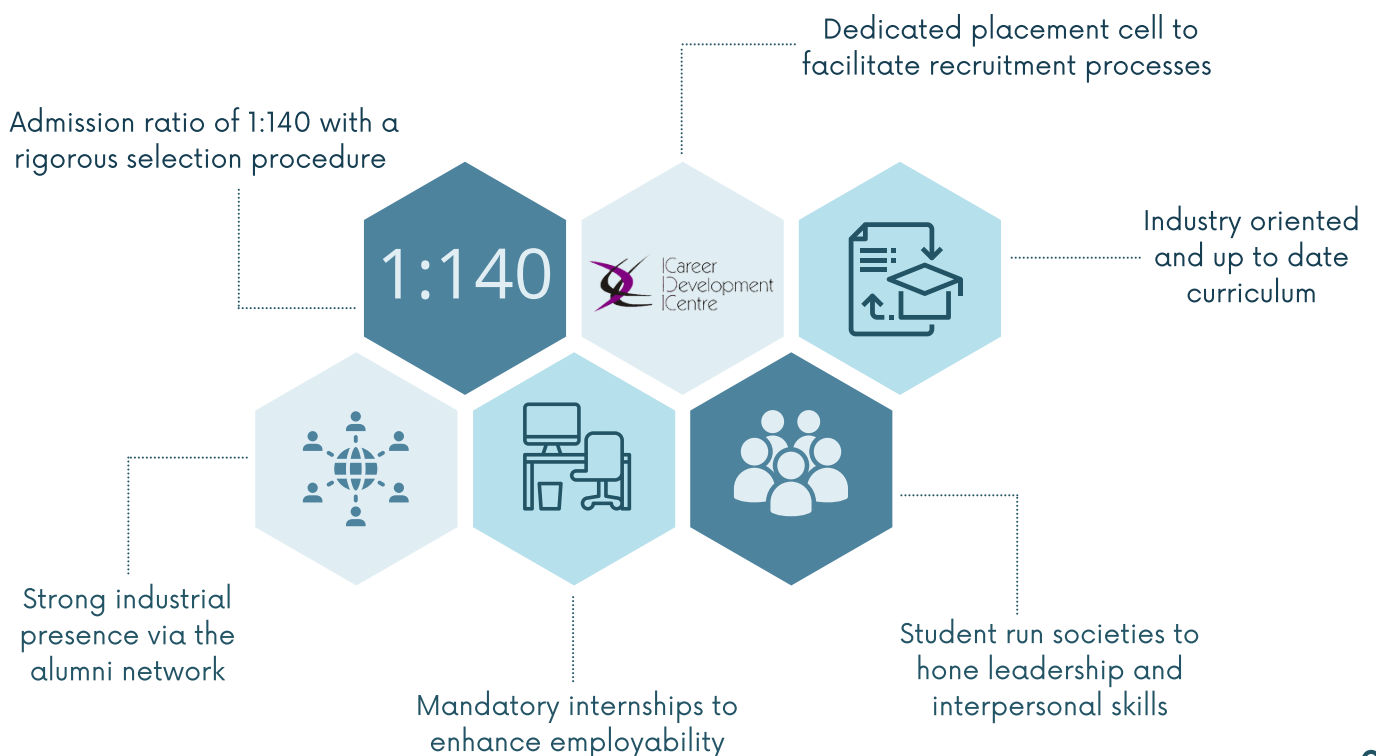 Dedicated placement cell to
facilitate recruitment processes
Admission ratio of 1:140 with a
rigorous selection procedure
1:140
Career
Development
Centre
Industry oriented
and up to date
curriculum
Strong industrial
presence via the
alumni network
Mandatory internships to
enhance employability
Student run societies to
hone leadership and
interpersonal skills